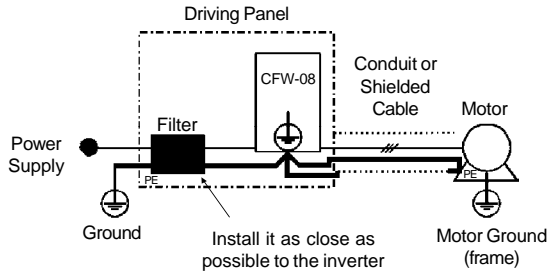 Driving Panel
CFW-08
Conduit or
Shielded
Cable
Motor
Filter
Power
Supply
PE
PE
Ground
Install it as close as
possible to the inverter
Motor Ground
(frame)